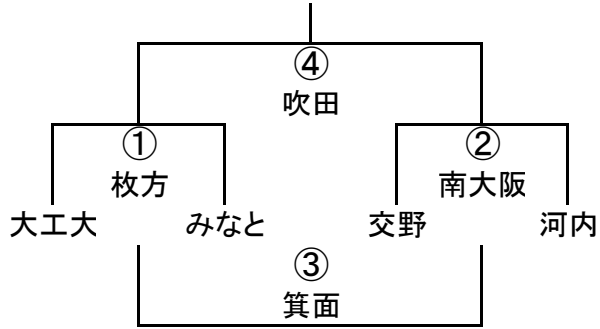 ④
吹田
①
枚方
②
南大阪
大工大
みなと
交野
河内
③
箕面